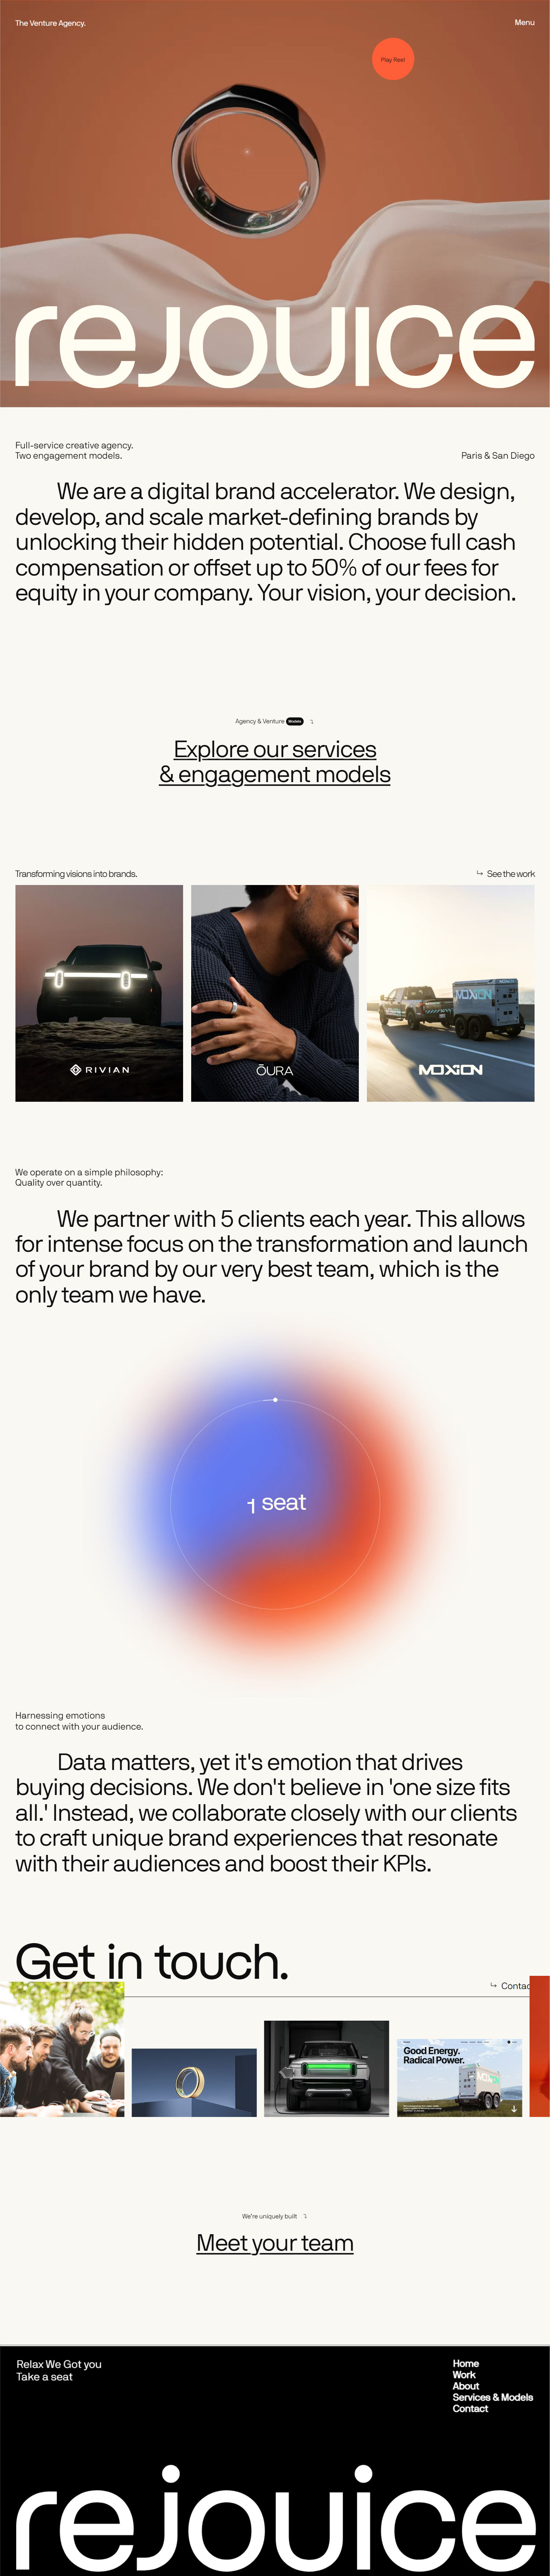 The Venture Agency.
Menu
Play Reel
rejouice
Full-service creative agency.
Two engagement models.
Paris & San Diego
We are a digital brand accelerator. We design,
develop, and scale market-defining brands by
unlocking their hidden potential. Choose full cash
compensation or offset up to 50% of our fees for
equity in your company. Your vision, your decision.
Agency & Venture Models
Explore our services
& engagement models
Transforming visions into brands.
See the work
RIVIAN
ŌURA
MOXION
MOXION
We operate on a simple philosophy:
Quality over quantity.
We partner with 5 clients each year. This allows
for intense focus on the transformation and launch
of your brand by our very best team, which is the
only team we have.
1 seat
Harnessing emotions
to connect with your audience.
Data matters, yet it's emotion that drives
buying decisions. We don't believe in 'one size fits
all.' Instead, we collaborate closely with our clients
to craft unique brand experiences that resonate
with their audiences and boost their KPIs.
Get in touch.
Contac
Good Energy.
Radical Power.
We're uniquely built
Meet your team
Relax We Got you
Take a seat
Home
Work
About
Services & Models
Contact
rejouice